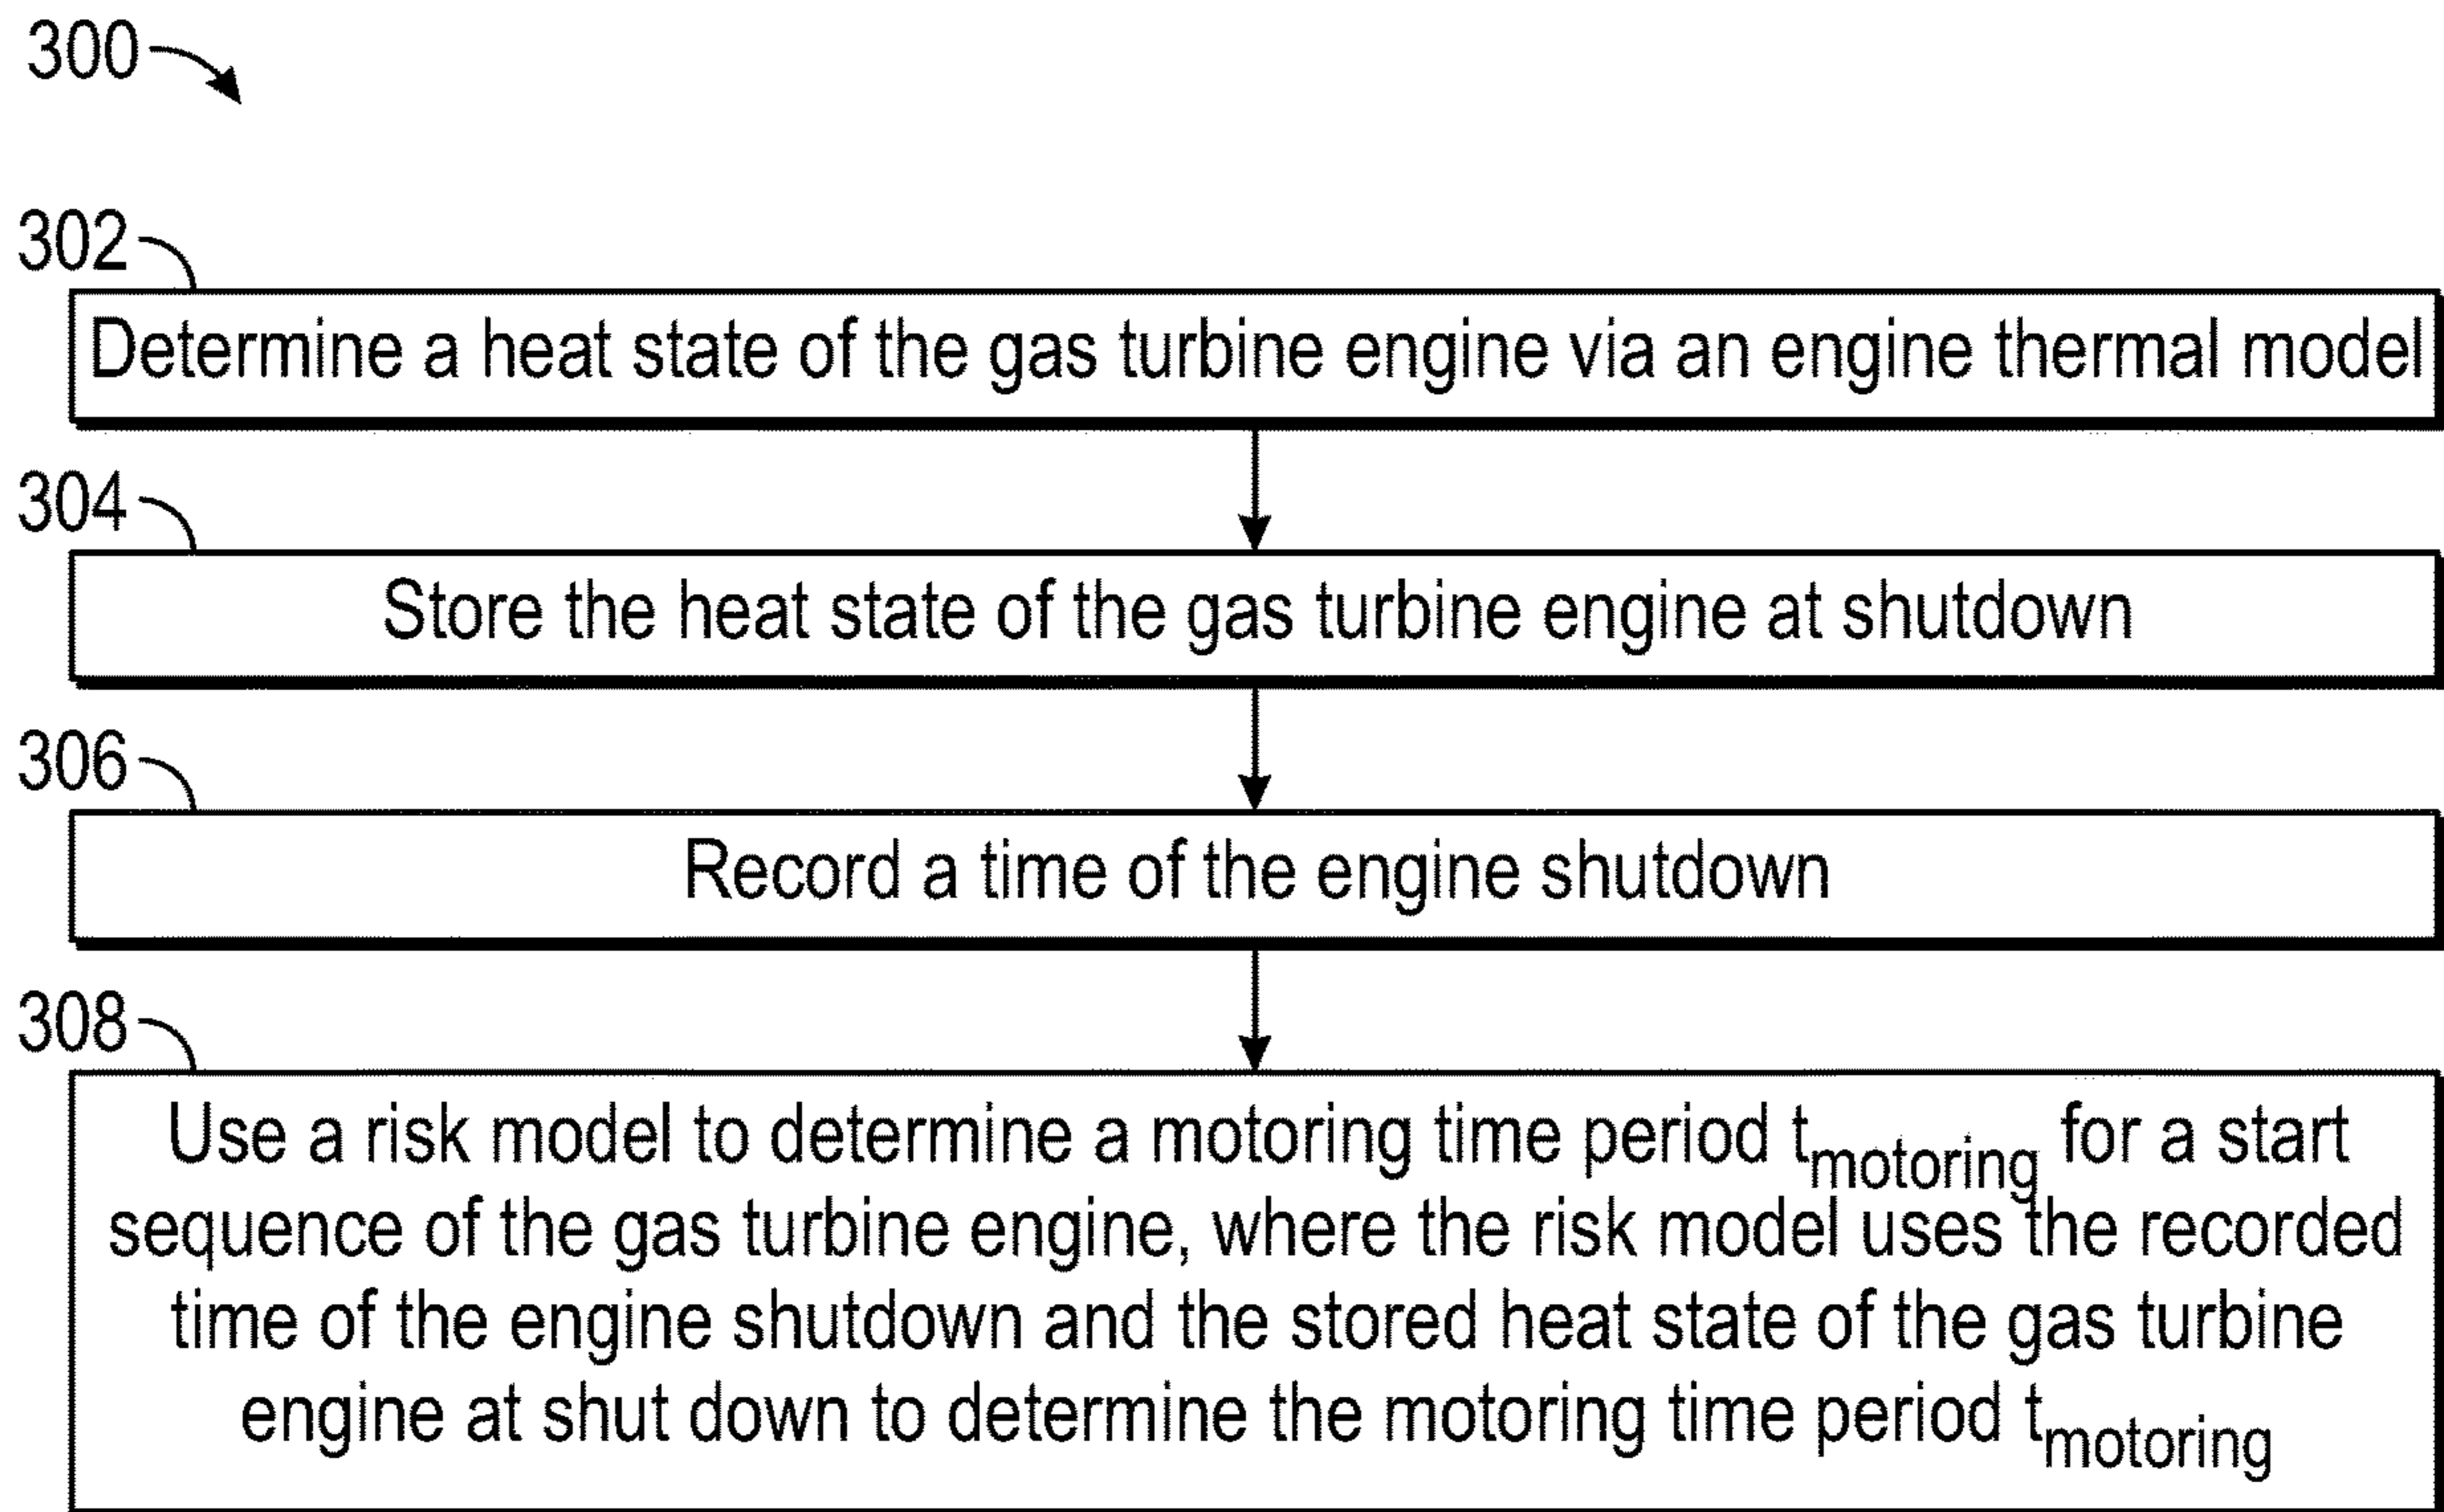 300
302
Determine a heat state of the gas turbine engine via an engine thermal model
304
Store the heat state of the gas turbine engine at shutdown
306
Record a time of the engine shutdown
308
Use a risk model to determine a motoring time period tmotoring for a start
sequence of the gas turbine engine, where the risk model uses the recorded
time of the engine shutdown and the stored heat state of the gas turbine
engine at shut down to determine the motoring time period tmotoring